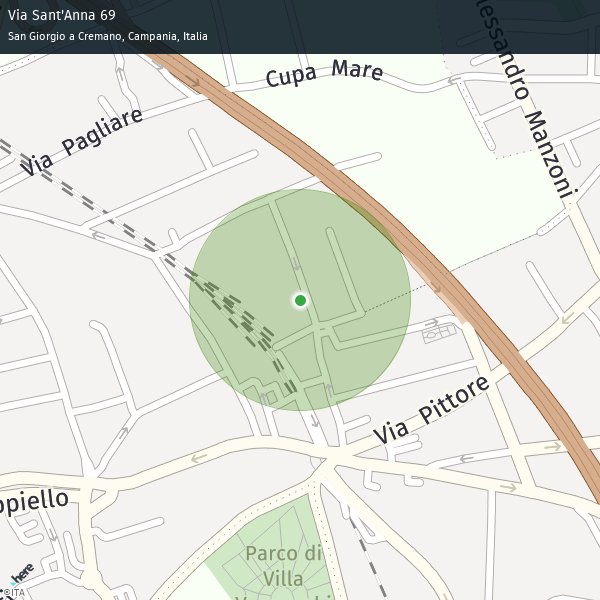 Via Sant'Anna 69
San Giorgio a Cremano, Campania, Italia
Cupa Mare
Via Pagliare
lessandro Manzoni
Via Pittore
opiello
Parco di
Villa
here
©ITA